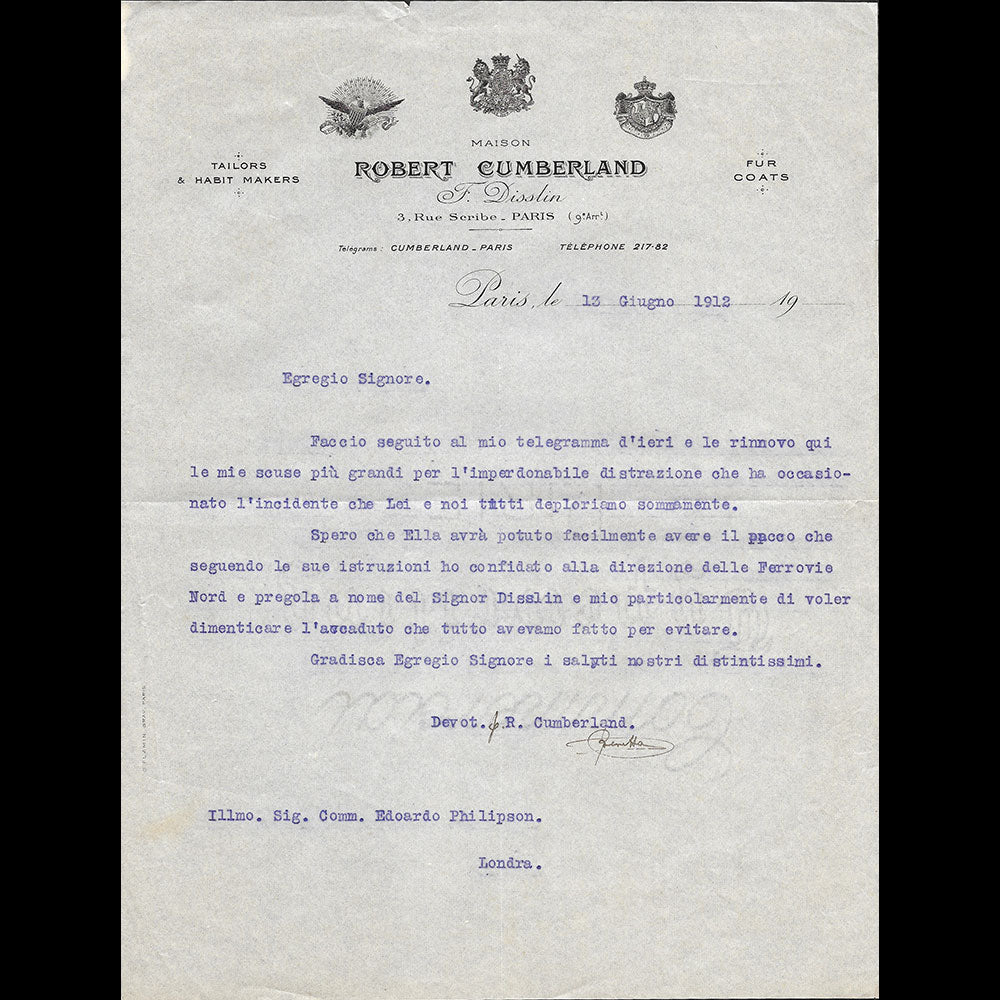 MAISON
TAILORS
& HABIT MAKERS
ROBERT CUMBERLAND
FUR
COATS
F. Disslin
3, Rue Scribe - PARIS (9e Arrt)
Telegrams: CUMBERLAND - PARIS TÉLÉPHONE 217-82
Paris, le 13 Giugno 1912 19
Egregio Signore.
Faccio seguito al mio telegramma d'ieri e le rinnovo qui
le mie scuse più grandi per l'imperdonabile distrazione che ha occasio-
nato l'incidente che Lei e noi tutti deploriamo sommamente.
Spero che Ella avrà potuto facilmente avere il pacco che
seguendo le sue istruzioni ho confidato alla direzione delle Ferrovie
Nord e pregola a nome del Signor Disslin e mio particolarmente di voler
dimenticare l'accaduto che tutto avevamo fatto per evitare.
Gradisca Egregio Signore i saluti nostri distintissimi.
Devot. p. R. Cumberland.
Beretta
Illmo. Sig. Comm. Edoardo Philipson.
Londra.